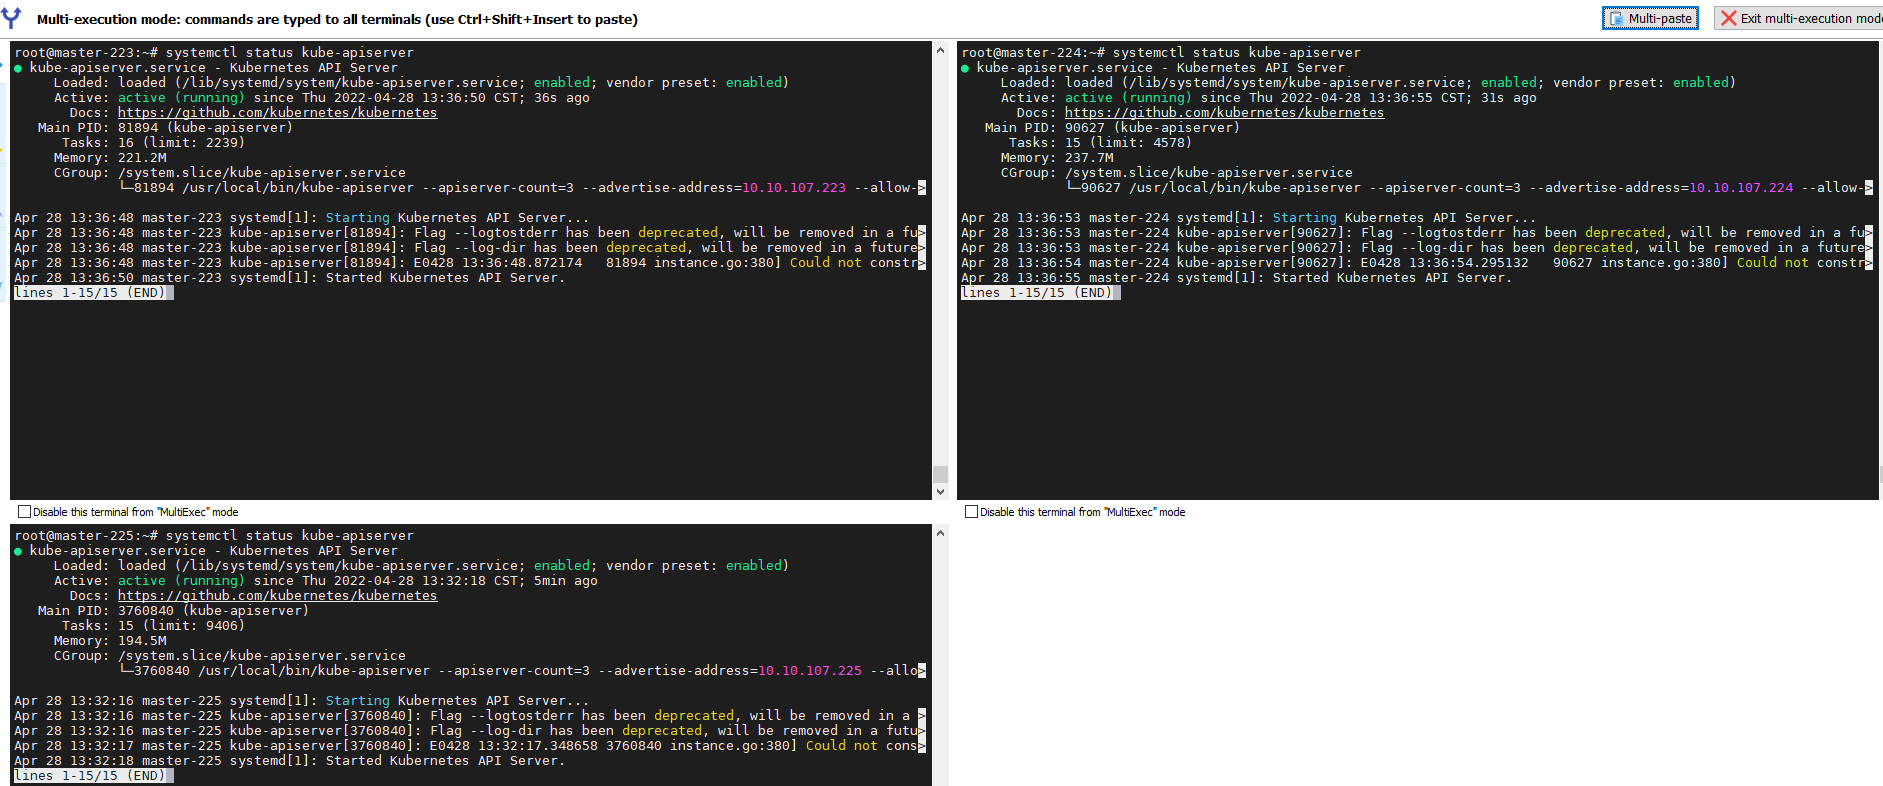 Multi-execution mode: commands are typed to all terminals (use Ctrl+Shift+Insert to paste)
Multi-paste
Exit multi-execution mode
root@master-223:~# systemctl status kube-apiserver
● kube-apiserver.service - Kubernetes API Server
     Loaded: loaded (/lib/systemd/system/kube-apiserver.service; enabled; vendor preset: enabled)
     Active: active (running) since Thu 2022-04-28 13:36:50 CST; 36s ago
       Docs: https://github.com/kubernetes/kubernetes
   Main PID: 81894 (kube-apiserver)
      Tasks: 16 (limit: 2239)
     Memory: 221.2M
     CGroup: /system.slice/kube-apiserver.service
             └─81894 /usr/local/bin/kube-apiserver --apiserver-count=3 --advertise-address=10.10.107.223 --allow->
Apr 28 13:36:48 master-223 systemd[1]: Starting Kubernetes API Server...
Apr 28 13:36:48 master-223 kube-apiserver[81894]: Flag --logtostderr has been deprecated, will be removed in a fu>
Apr 28 13:36:48 master-223 kube-apiserver[81894]: Flag --log-dir has been deprecated, will be removed in a future>
Apr 28 13:36:48 master-223 kube-apiserver[81894]: E0428 13:36:48.872174   81894 instance.go:380] Could not constr>
Apr 28 13:36:50 master-223 systemd[1]: Started Kubernetes API Server.
lines 1-15/15 (END)
Disable this terminal from "MultiExec" mode
root@master-224:~# systemctl status kube-apiserver
● kube-apiserver.service - Kubernetes API Server
     Loaded: loaded (/lib/systemd/system/kube-apiserver.service; enabled; vendor preset: enabled)
     Active: active (running) since Thu 2022-04-28 13:36:55 CST; 31s ago
       Docs: https://github.com/kubernetes/kubernetes
   Main PID: 90627 (kube-apiserver)
      Tasks: 15 (limit: 4578)
     Memory: 237.7M
     CGroup: /system.slice/kube-apiserver.service
             └─90627 /usr/local/bin/kube-apiserver --apiserver-count=3 --advertise-address=10.10.107.224 --allow->
Apr 28 13:36:53 master-224 systemd[1]: Starting Kubernetes API Server...
Apr 28 13:36:53 master-224 kube-apiserver[90627]: Flag --logtostderr has been deprecated, will be removed in a fu>
Apr 28 13:36:53 master-224 kube-apiserver[90627]: Flag --log-dir has been deprecated, will be removed in a future>
Apr 28 13:36:54 master-224 kube-apiserver[90627]: E0428 13:36:54.295132   90627 instance.go:380] Could not constr>
Apr 28 13:36:55 master-224 systemd[1]: Started Kubernetes API Server.
lines 1-15/15 (END)
Disable this terminal from "MultiExec" mode
root@master-225:~# systemctl status kube-apiserver
● kube-apiserver.service - Kubernetes API Server
     Loaded: loaded (/lib/systemd/system/kube-apiserver.service; enabled; vendor preset: enabled)
     Active: active (running) since Thu 2022-04-28 13:32:18 CST; 5min ago
       Docs: https://github.com/kubernetes/kubernetes
   Main PID: 3760840 (kube-apiserver)
      Tasks: 15 (limit: 9406)
     Memory: 194.5M
     CGroup: /system.slice/kube-apiserver.service
             └─3760840 /usr/local/bin/kube-apiserver --apiserver-count=3 --advertise-address=10.10.107.225 --allo>
Apr 28 13:32:16 master-225 systemd[1]: Starting Kubernetes API Server...
Apr 28 13:32:16 master-225 kube-apiserver[3760840]: Flag --logtostderr has been deprecated, will be removed in a >
Apr 28 13:32:16 master-225 kube-apiserver[3760840]: Flag --log-dir has been deprecated, will be removed in a futu>
Apr 28 13:32:17 master-225 kube-apiserver[3760840]: E0428 13:32:17.348658 3760840 instance.go:380] Could not cons>
Apr 28 13:32:18 master-225 systemd[1]: Started Kubernetes API Server.
lines 1-15/15 (END)